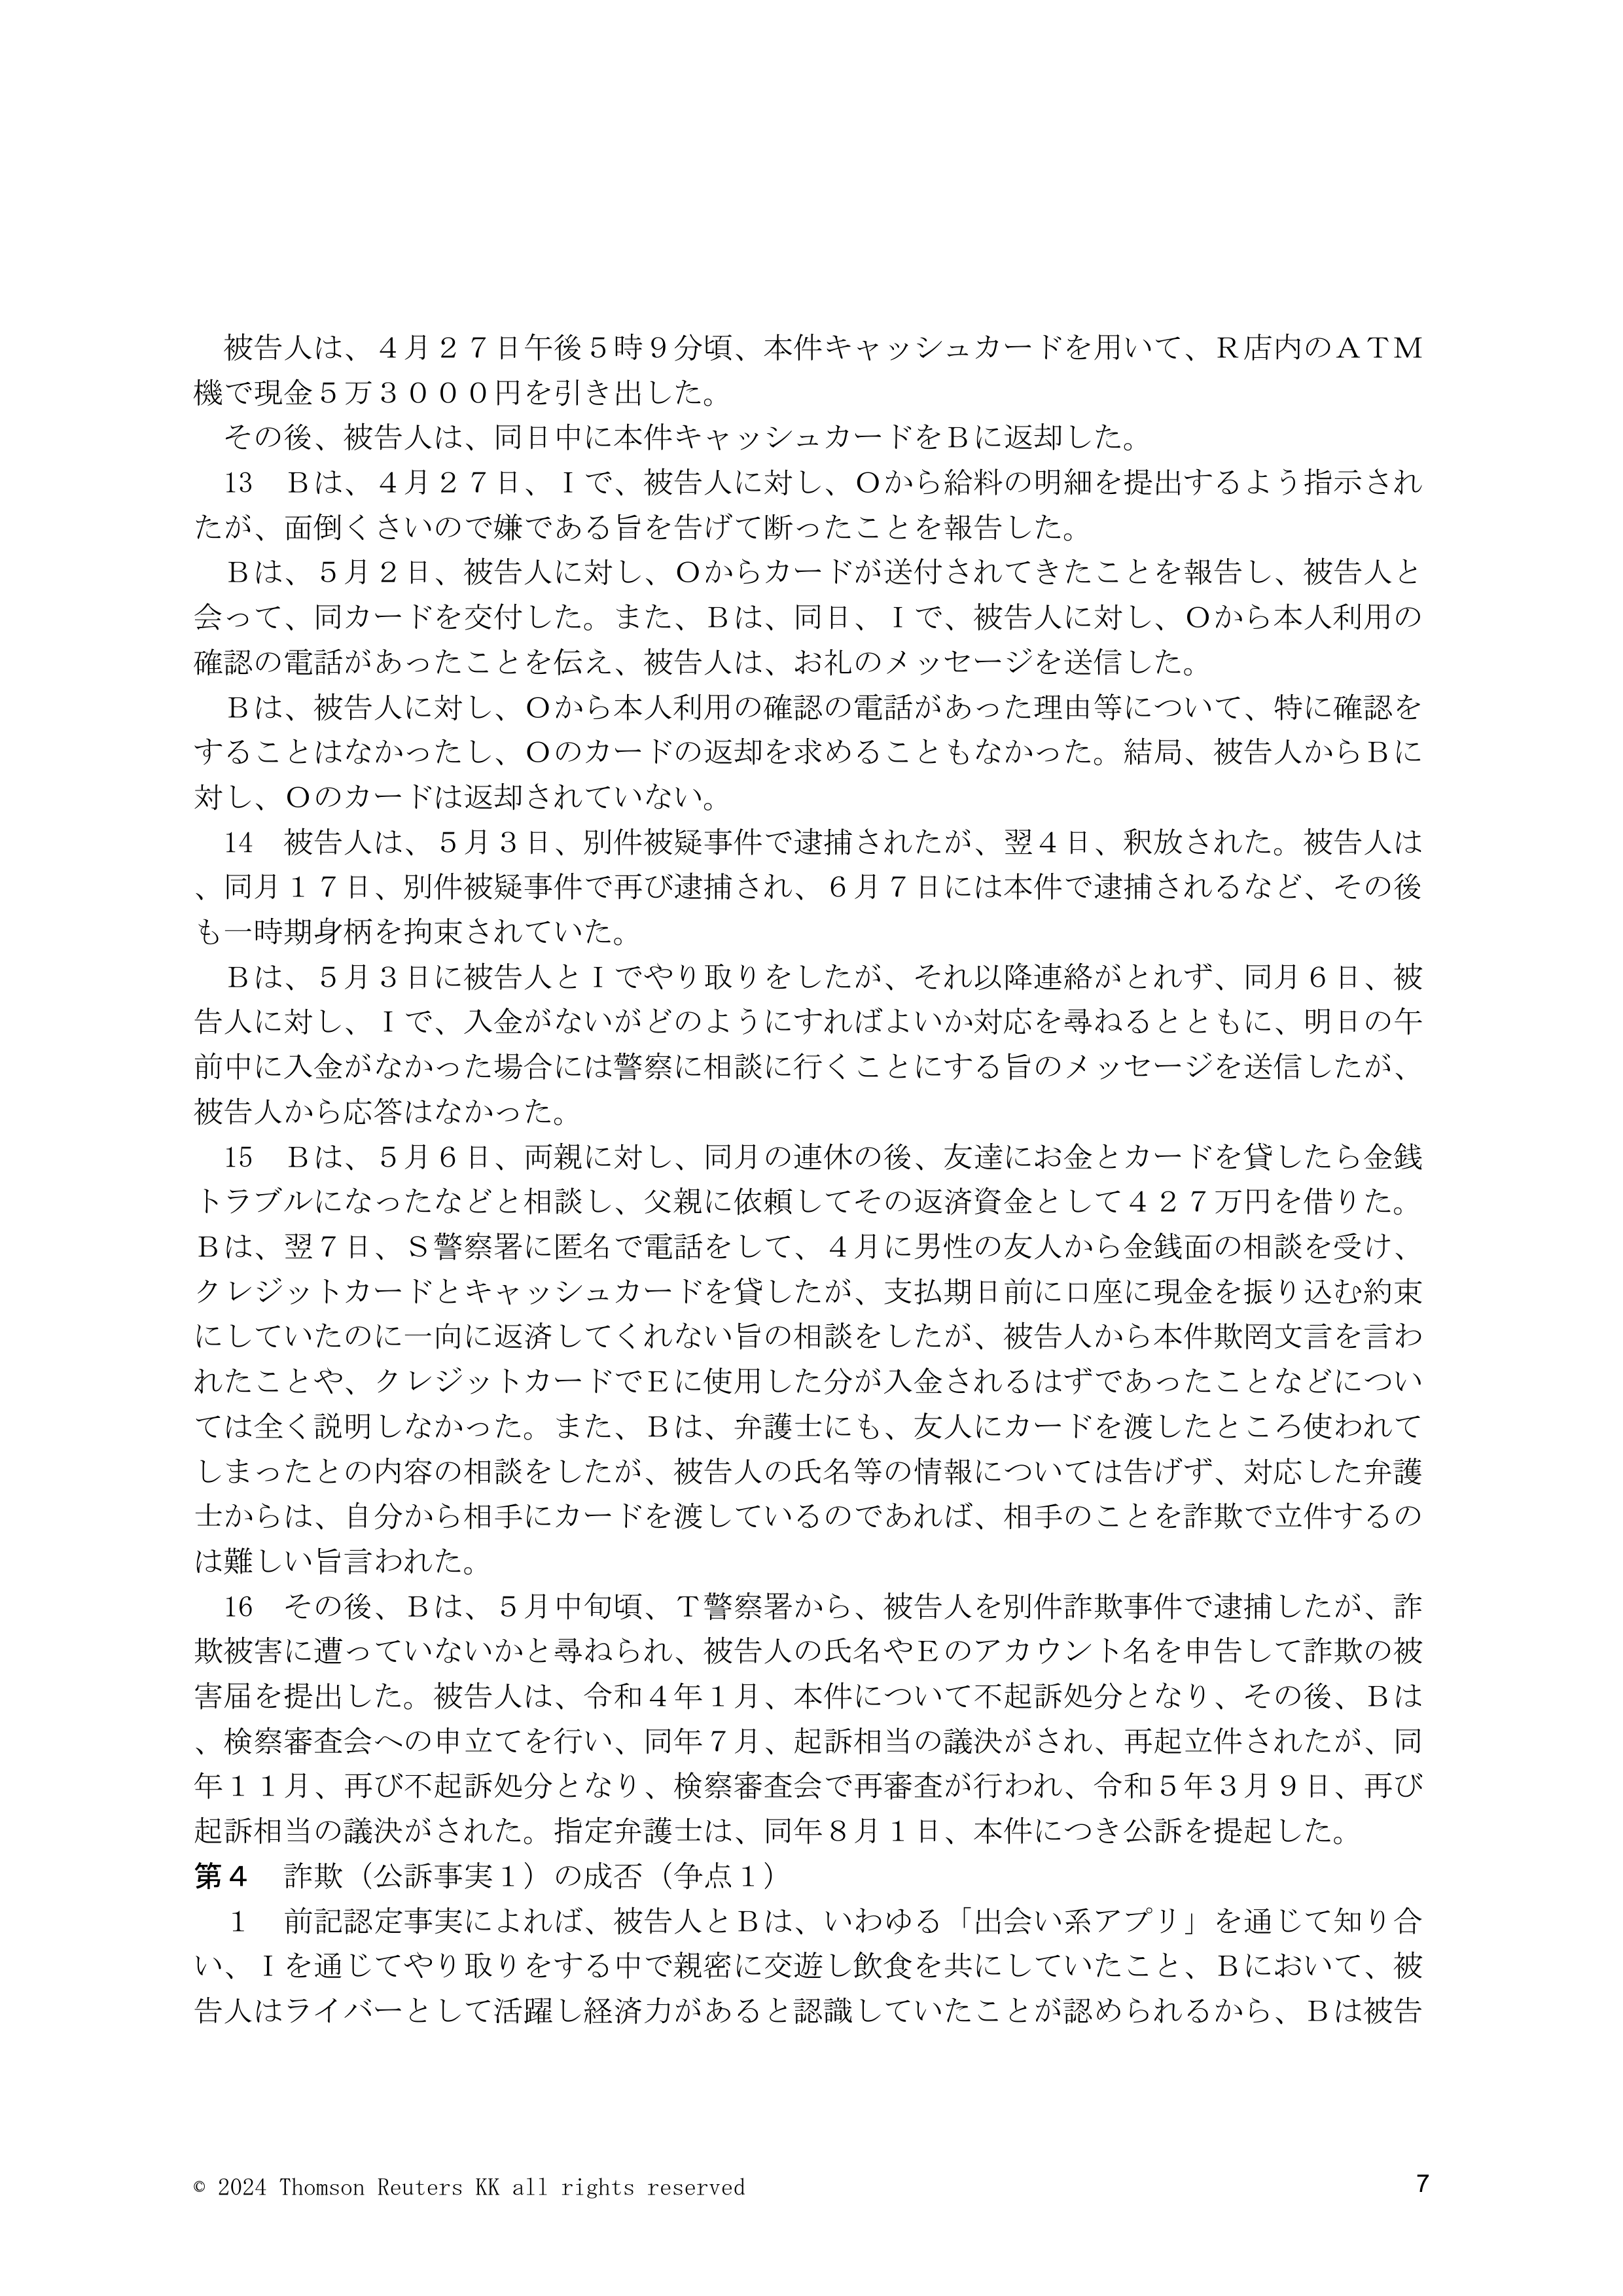 被告人は、４月２７日午後５時９分頃、本件キャッシュカードを用いて、Ｒ店内のＡＴＭ
機で現金５万３０００円を引き出した。
　その後、被告人は、同日中に本件キャッシュカードをＢに返却した。
　13　Ｂは、４月２７日、Ｉで、被告人に対し、Ｏから給料の明細を提出するよう指示され
たが、面倒くさいので嫌である旨を告げて断ったことを報告した。
　Ｂは、５月２日、被告人に対し、Ｏからカードが送付されてきたことを報告し、被告人と
会って、同カードを交付した。また、Ｂは、同日、Ｉで、被告人に対し、Ｏから本人利用の
確認の電話があったことを伝え、被告人は、お礼のメッセージを送信した。
　Ｂは、被告人に対し、Ｏから本人利用の確認の電話があった理由等について、特に確認を
することはなかったし、Ｏのカードの返却を求めることもなかった。結局、被告人からＢに
対し、Ｏのカードは返却されていない。
　14　被告人は、５月３日、別件被疑事件で逮捕されたが、翌４日、釈放された。被告人は
、同月１７日、別件被疑事件で再び逮捕され、６月７日には本件で逮捕されるなど、その後
も一時期身柄を拘束されていた。
　Ｂは、５月３日に被告人とＩでやり取りをしたが、それ以降連絡がとれず、同月６日、被
告人に対し、Ｉで、入金がないがどのようにすればよいか対応を尋ねるとともに、明日の午
前中に入金がなかった場合には警察に相談に行くことにする旨のメッセージを送信したが、
被告人から応答はなかった。
　15　Ｂは、５月６日、両親に対し、同月の連休の後、友達にお金とカードを貸したら金銭
トラブルになったなどと相談し、父親に依頼してその返済資金として４２７万円を借りた。
Ｂは、翌７日、Ｓ警察署に匿名で電話をして、４月に男性の友人から金銭面の相談を受け、
クレジットカードとキャッシュカードを貸したが、支払期日前に口座に現金を振り込む約束
にしていたのに一向に返済してくれない旨の相談をしたが、被告人から本件欺罔文言を言わ
れたことや、クレジットカードでＥに使用した分が入金されるはずであったことなどについ
ては全く説明しなかった。また、Ｂは、弁護士にも、友人にカードを渡したところ使われて
しまったとの内容の相談をしたが、被告人の氏名等の情報については告げず、対応した弁護
士からは、自分から相手にカードを渡しているのであれば、相手のことを詐欺で立件するの
は難しい旨言われた。
　16　その後、Ｂは、５月中旬頃、Ｔ警察署から、被告人を別件詐欺事件で逮捕したが、詐
欺被害に遭っていないかと尋ねられ、被告人の氏名やＥのアカウント名を申告して詐欺の被
害届を提出した。被告人は、令和４年１月、本件について不起訴処分となり、その後、Ｂは
、検察審査会への申立てを行い、同年７月、起訴相当の議決がされ、再起立件されたが、同
年１１月、再び不起訴処分となり、検察審査会で再審査が行われ、令和５年３月９日、再び
起訴相当の議決がされた。指定弁護士は、同年８月１日、本件につき公訴を提起した。
第４　詐欺（公訴事実１）の成否（争点１）
　１　前記認定事実によれば、被告人とＢは、いわゆる「出会い系アプリ」を通じて知り合
い、Ｉを通じてやり取りをする中で親密に交遊し飲食を共にしていたこと、Ｂにおいて、被
告人はライバーとして活躍し経済力があると認識していたことが認められるから、Ｂは被告
© 2024 Thomson Reuters KK all rights reserved
7